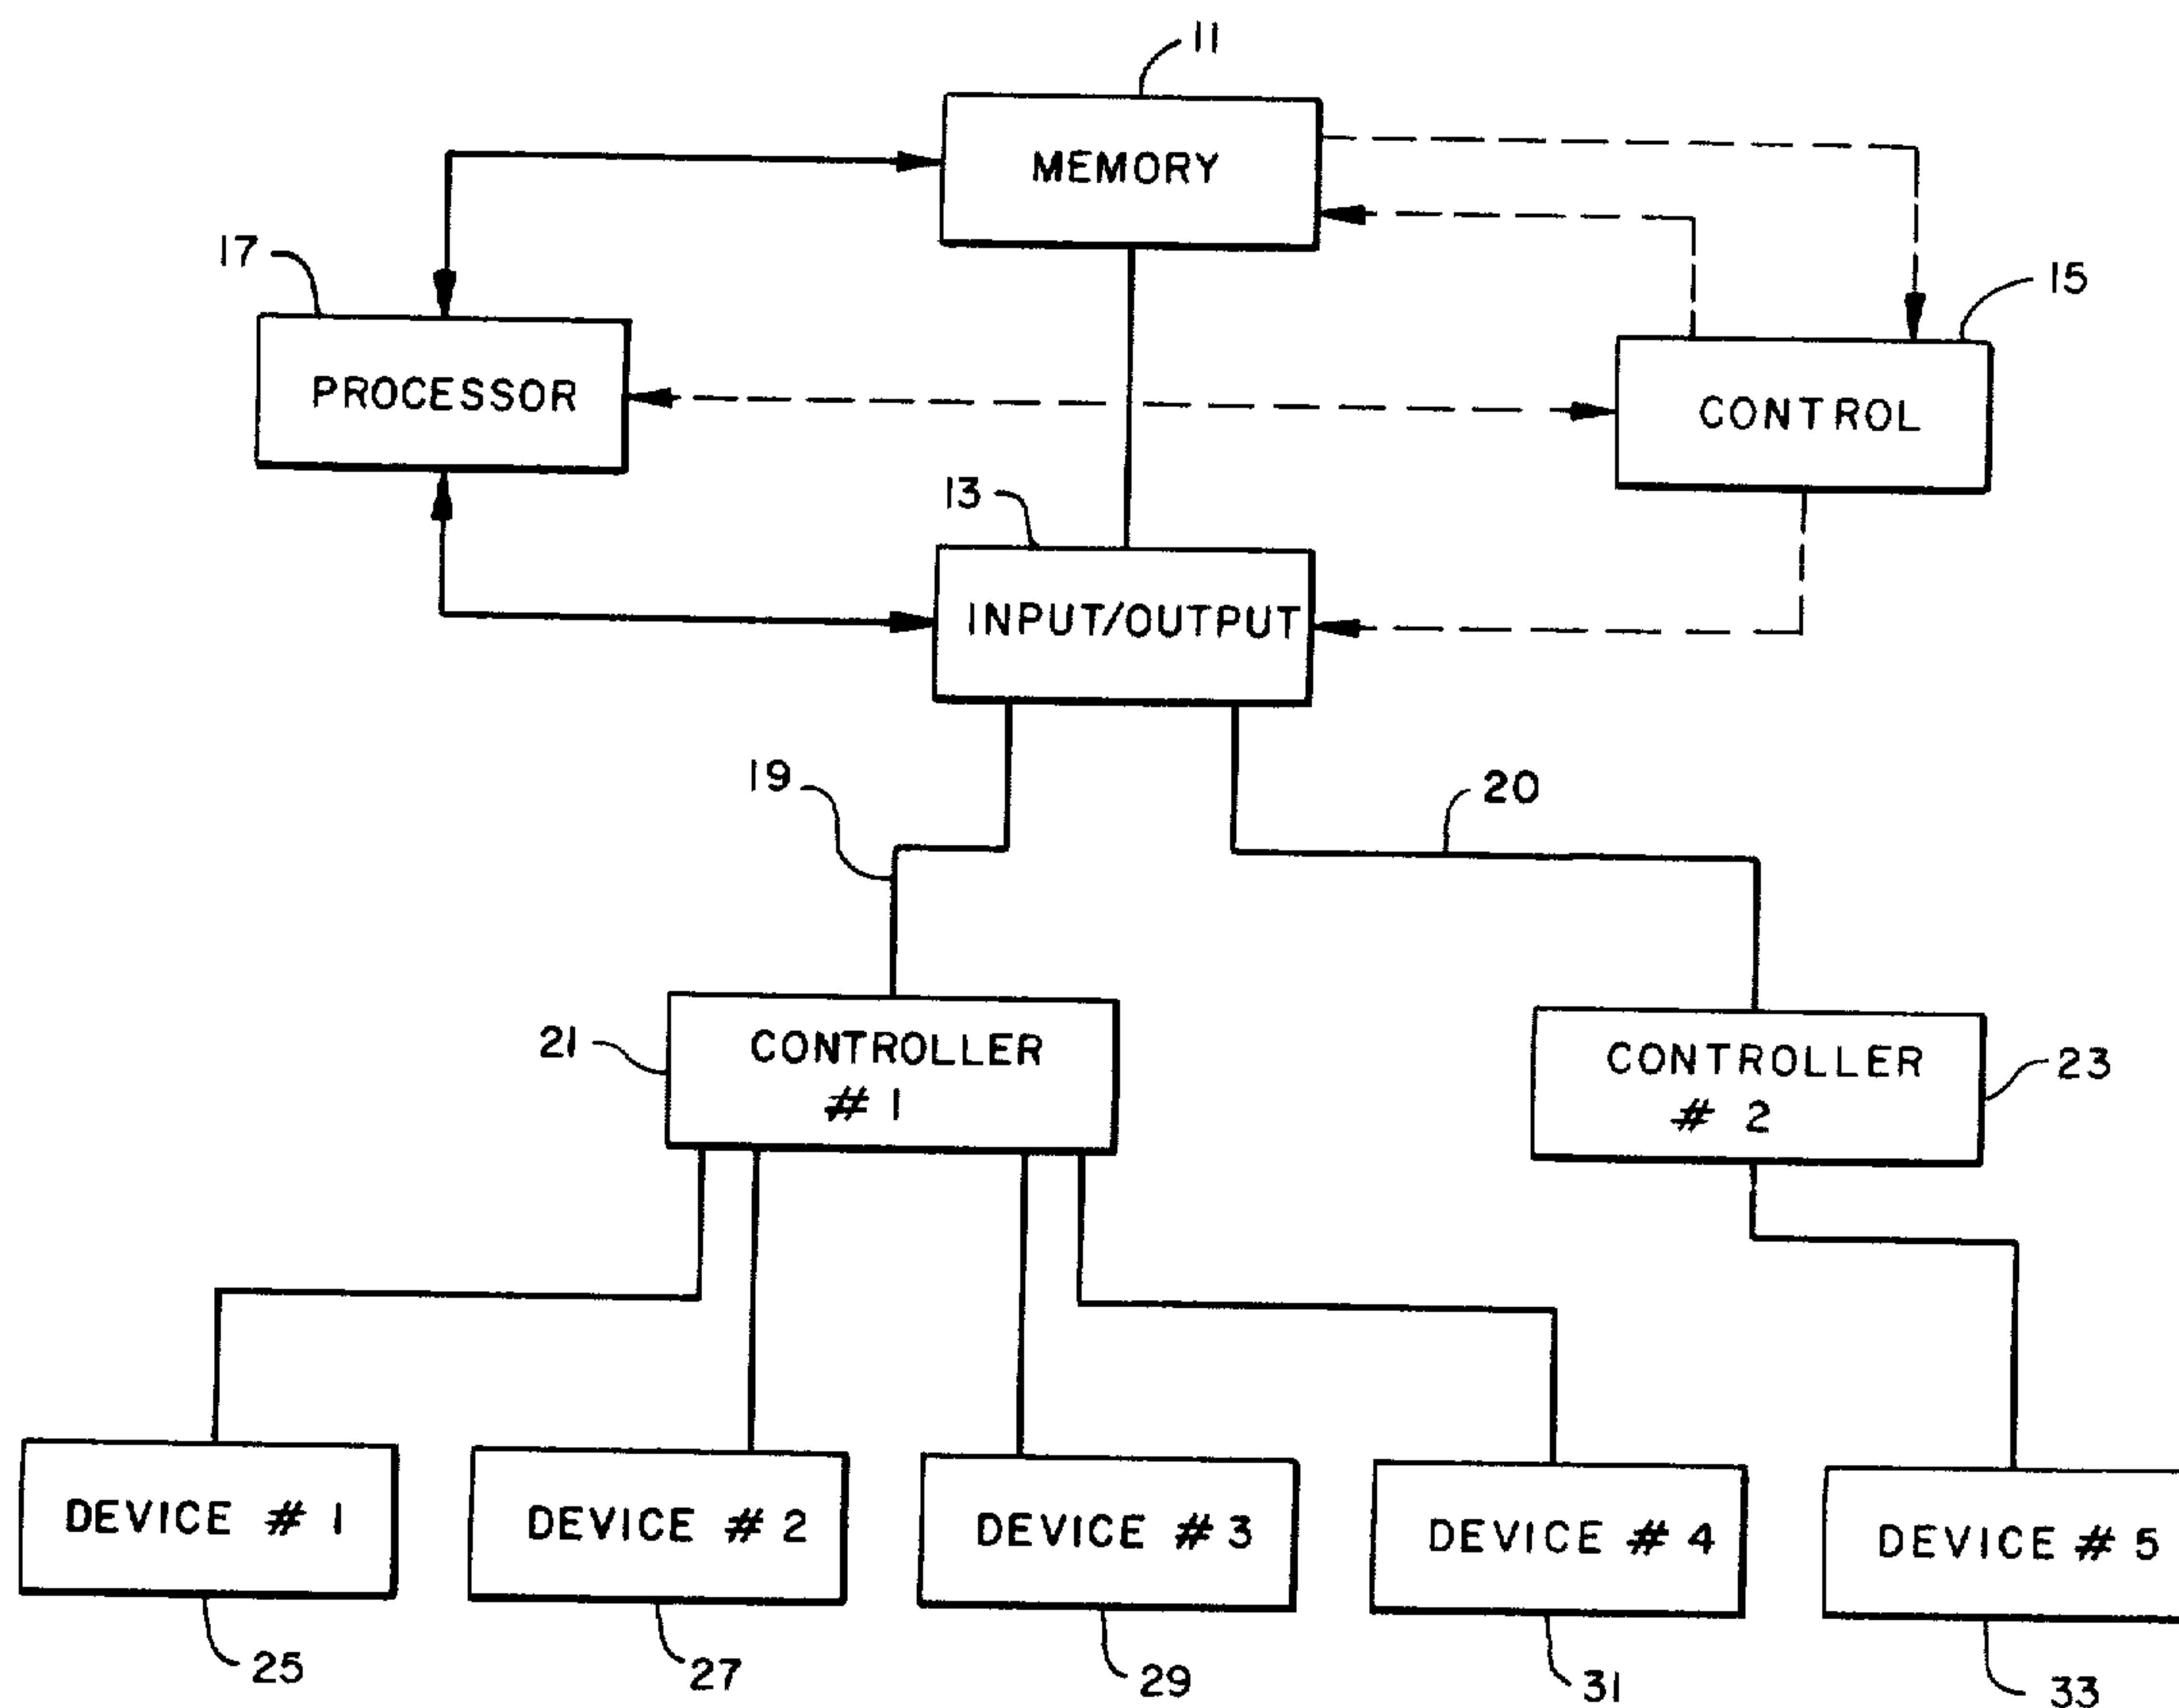 11
MEMORY
17
15
PROCESSOR
CONTROL
13
INPUT/OUTPUT
19
20
21
CONTROLLER
# 1
CONTROLLER
# 2
23
DEVICE # 1
DEVICE # 2
DEVICE # 3
DEVICE # 4
DEVICE # 5
25
27
29
31
33